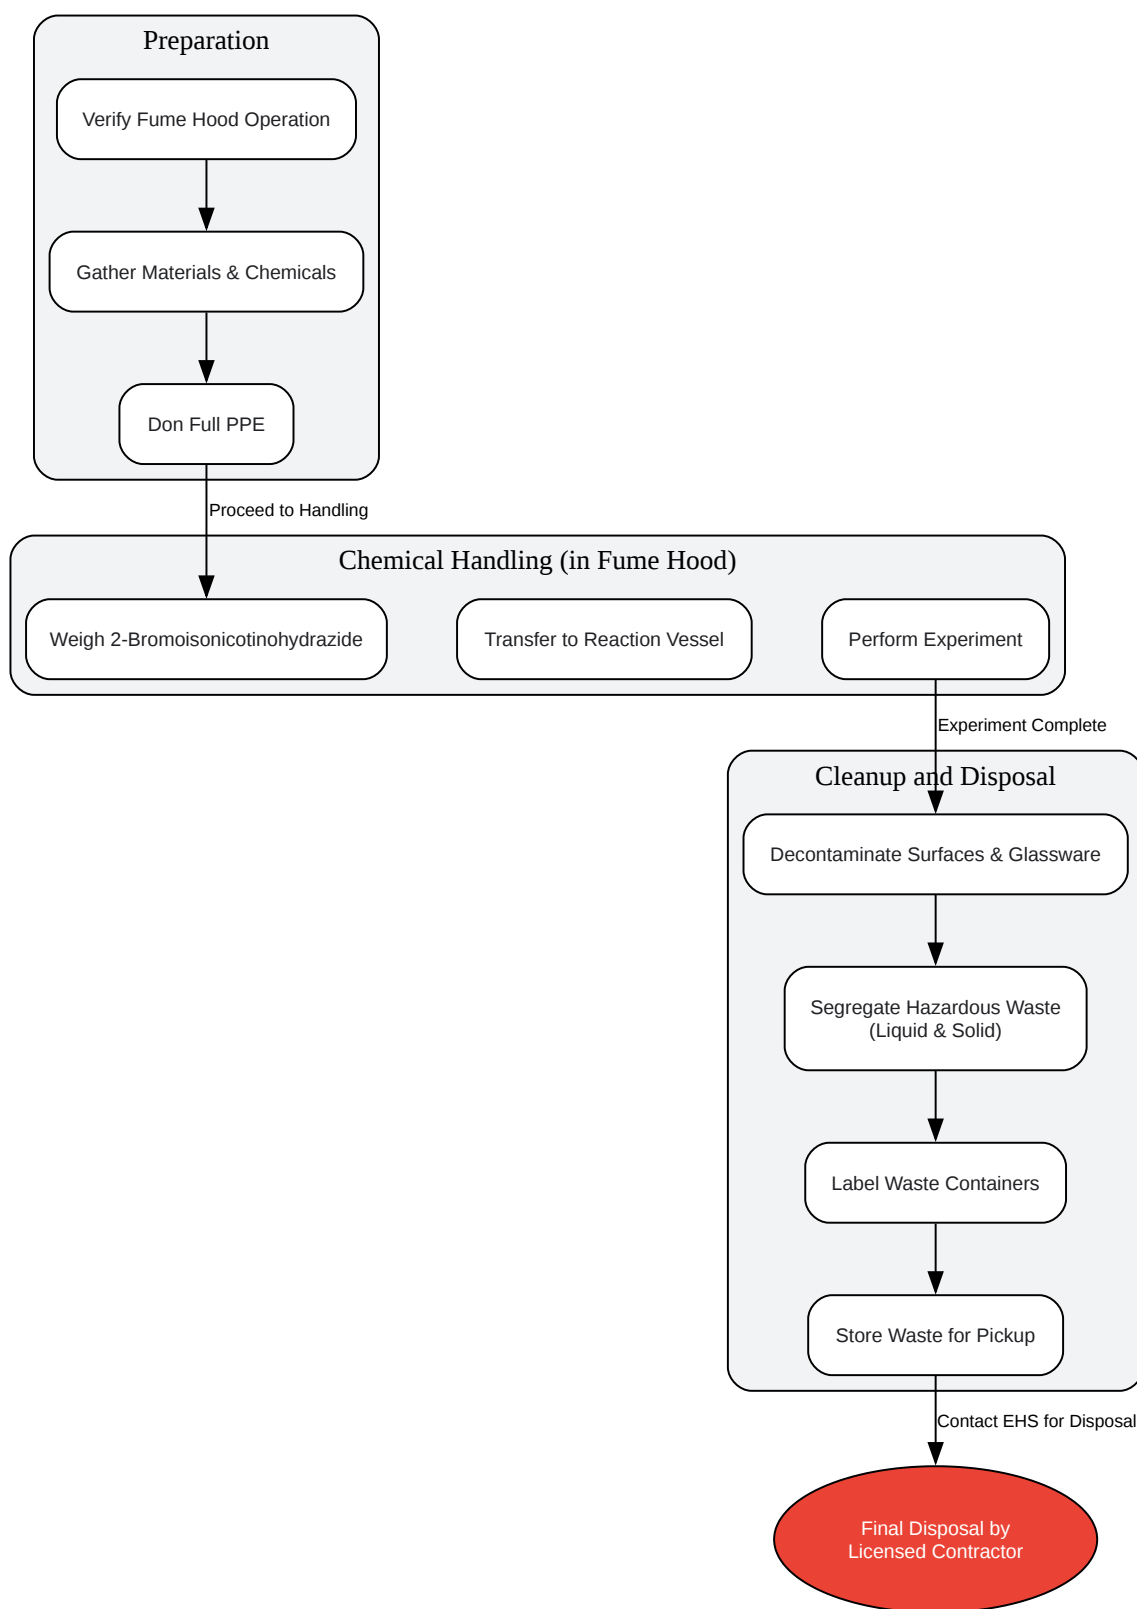 Preparation
Verify Fume Hood Operation
Gather Materials & Chemicals
Don Full PPE
Proceed to Handling
Chemical Handling (in Fume Hood)
Weigh 2-Bromoisonicotinohydrazide
Transfer to Reaction Vessel
Perform Experiment
Experiment Complete
Cleanup and Disposal
Decontaminate Surfaces & Glassware
Segregate Hazardous Waste
(Liquid & Solid)
Label Waste Containers
Store Waste for Pickup
Contact EHS for Disposal
Final Disposal by
Licensed Contractor